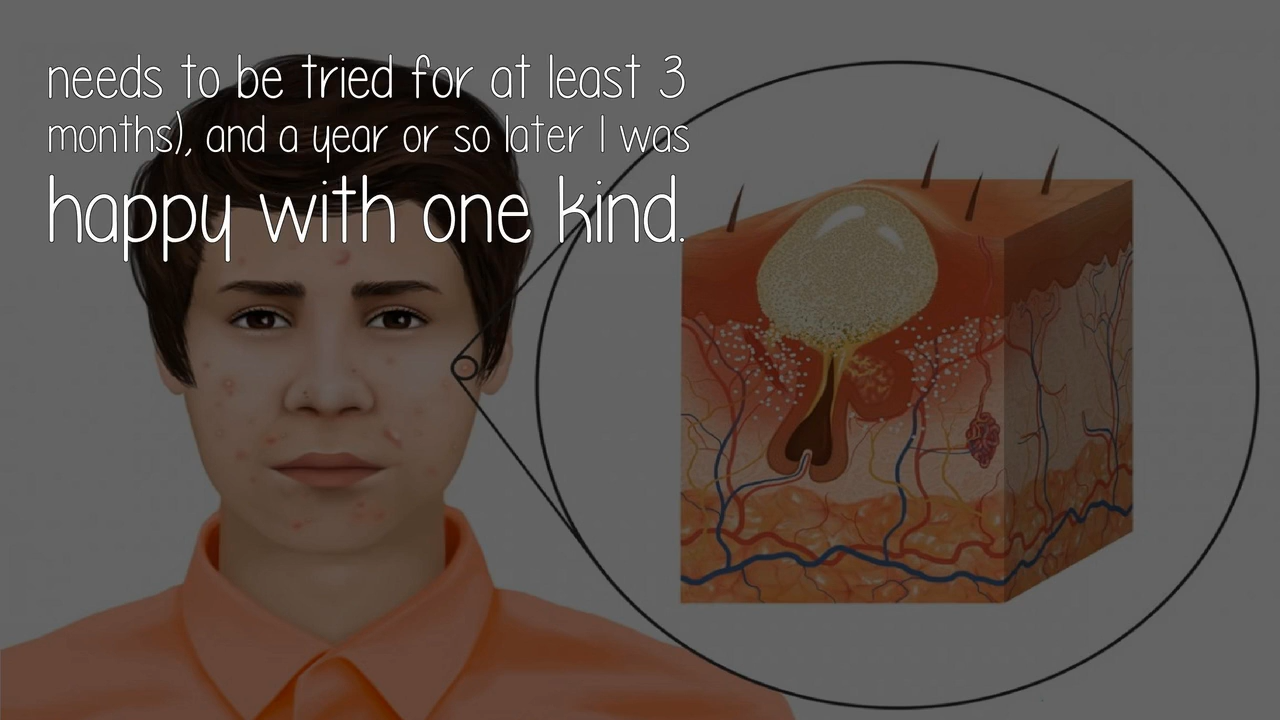 needs to be tried for at least 3
months), and a year or so later I was
happy with one kind.